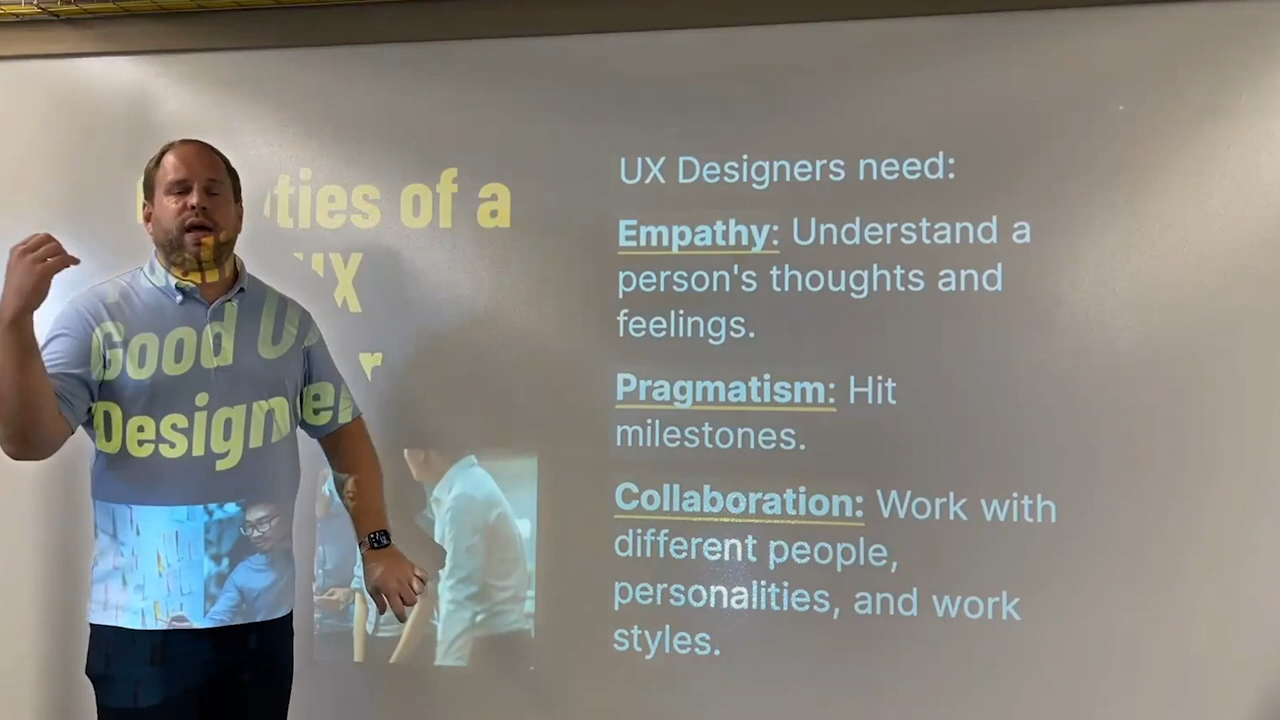 ties of a
UX
Good U
Designer
UX Designers need:
Empathy: Understand a
person's thoughts and
feelings.
Pragmatism: Hit
milestones.
Collaboration: Work with
different people,
personalities, and work
styles.